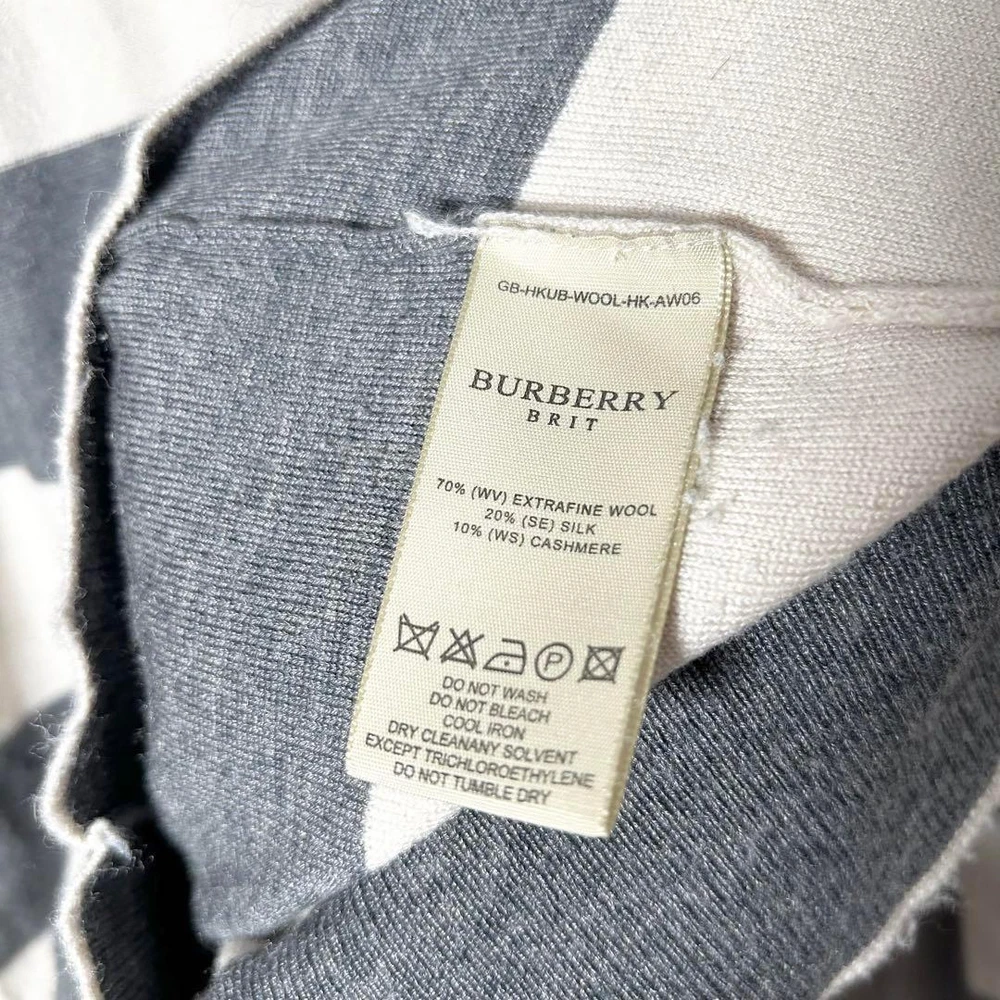 GB-HKUB-WOOL-HK-AW06
BURBERRY
BRIT
70% (WV) EXTRAFINE WOOL
20% (SE) SILK
10% (WS) CASHMERE
P
DO NOT WASH
DO NOT BLEACH
COOL IRON
DRY CLEANANY SOLVENT
EXCEPT TRICHLOROETHYLENE
DO NOT TUMBLE DRY